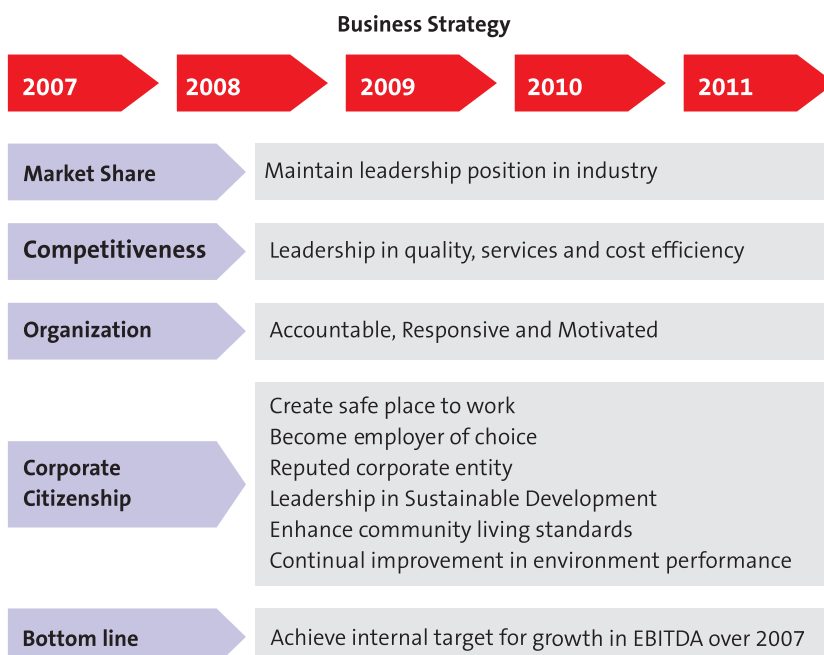 Business Strategy
2007 2008 2009 2010 2011
Market Share Maintain leadership position in industry
Competitiveness Leadership in quality, services and cost efficiency
Organization Accountable, Responsive and Motivated
Corporate
Citizenship
Create safe place to work
Become employer of choice
Reputed corporate entity
Leadership in Sustainable Development
Enhance community living standards
Continual improvement in environment performance
Bottom line Achieve internal target for growth in EBITDA over 2007